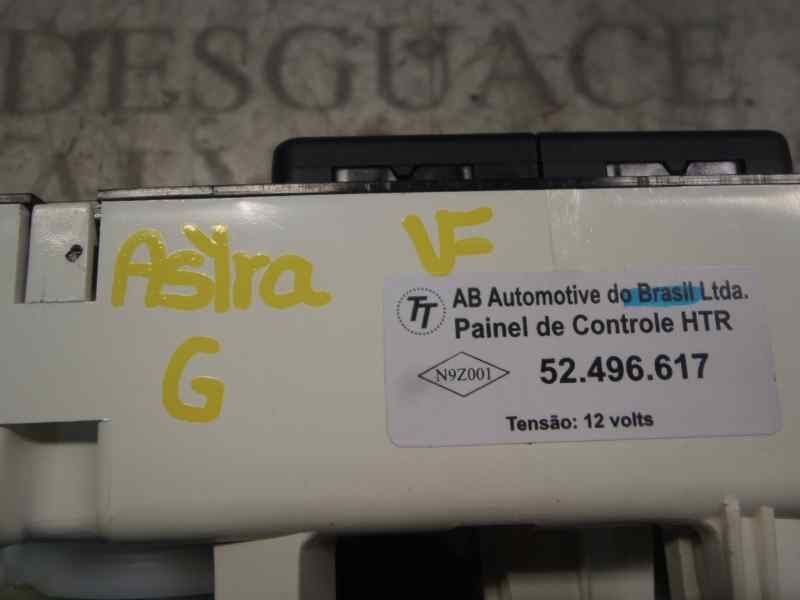 DESGUACE
Astra VF
G
TT
AB Automotive do Brasil Ltda.
Painel de Controle HTR
N9Z001
52.496.617
Tensão: 12 volts